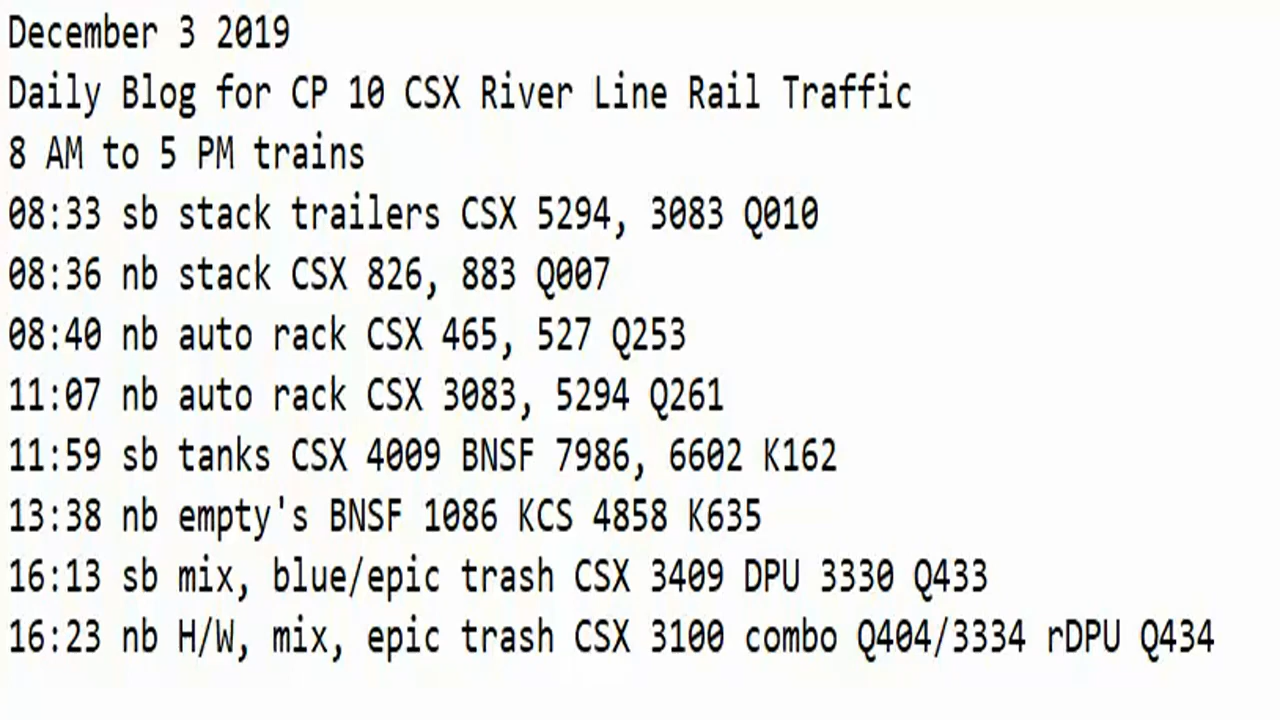 December 3 2019
Daily Blog for CP 10 CSX River Line Rail Traffic
8 AM to 5 PM trains
08:33 sb stack trailers CSX 5294, 3083 Q010
08:36 nb stack CSX 826, 883 Q007
08:40 nb auto rack CSX 465, 527 Q253
11:07 nb auto rack CSX 3083, 5294 Q261
11:59 sb tanks CSX 4009 BNSF 7986, 6602 K162
13:38 nb empty's BNSF 1086 KCS 4858 K635
16:13 sb mix, blue/epic trash CSX 3409 DPU 3330 Q433
16:23 nb H/W, mix, epic trash CSX 3100 combo Q404/3334 rDPU Q434